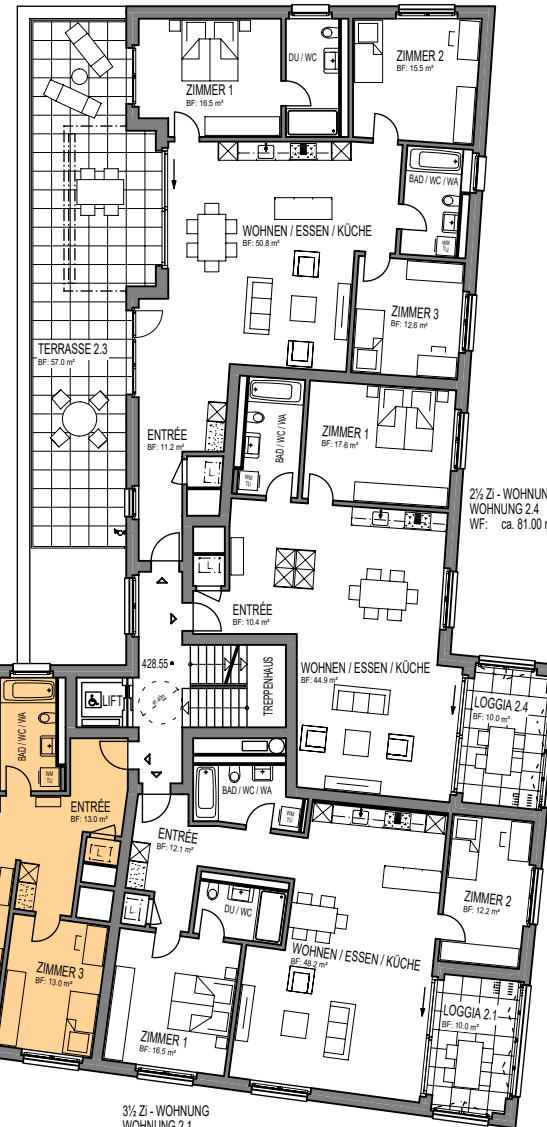 ZIMMER 1
BF: 16.5 m²
DU / WC
ZIMMER 2
BF: 15.5 m²
BAD / WC / WA
WM
TU
WOHNEN / ESSEN / KÜCHE
BF: 50.8 m²
ZIMMER 3
BF: 12.6 m²
TERRASSE 2.3
BF: 57.0 m²
ENTRÉE
BF: 11.2 m²
L.
BAD / WC / WA
WM
TU
ZIMMER 1
BF: 17.6 m²
2½ Zi - WOHNUN
WOHNUNG 2.4
WF: ca. 81.00 m
L.
ENTRÉE
BF: 10.4 m²
428.55
WOHNEN / ESSEN / KÜCHE
BF: 44.9 m²
TREPPENHAUS
LIFT
LOGGIA 2.4
BF: 10.0 m²
BAD / WC / WA
WM
TU
ENTRÉE
BF: 13.0 m²
L.
BAD / WC / WA
WM
TU
ENTRÉE
BF: 12.1 m²
L.
DU / WC
ZIMMER 2
BF: 12.2 m²
WOHNEN / ESSEN / KÜCHE
BF: 48.2 m²
ZIMMER 3
BF: 13.0 m²
LOGGIA 2.1
BF: 10.0 m²
ZIMMER 1
BF: 16.5 m²
3½ Zi - WOHNUNG
WOHNUNG 2.1